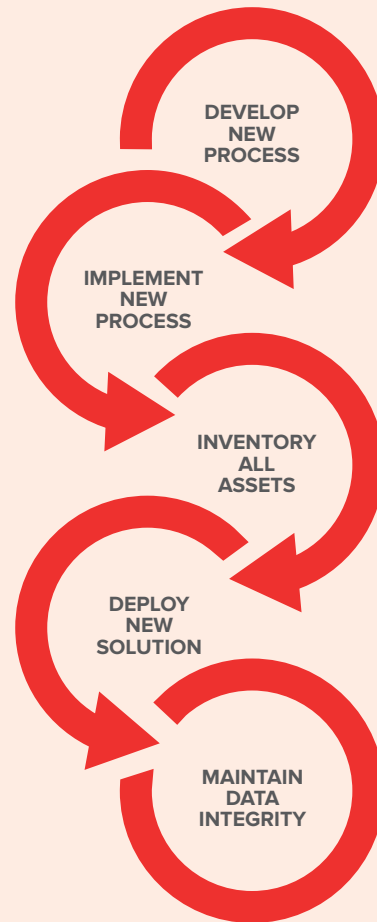 DEVELOP
NEW
PROCESS
IMPLEMENT
NEW
PROCESS
INVENTORY
ALL
ASSETS
DEPLOY
NEW
SOLUTION
MAINTAIN
DATA
INTEGRITY